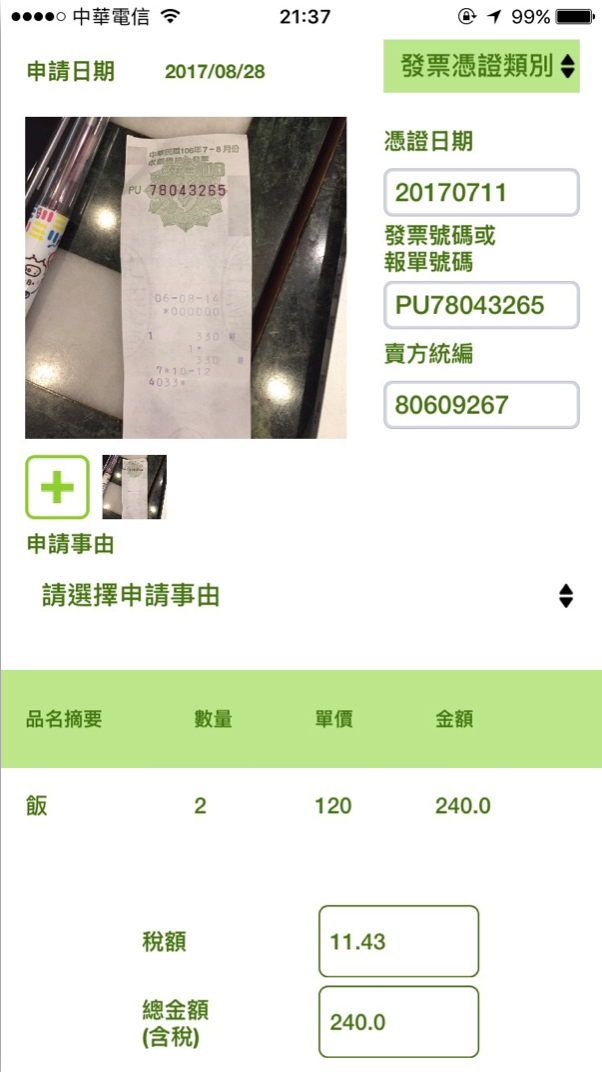 中華電信
21:37
99%
申請日期
2017/08/28
發票憑證類別
中華民國106年7-8月份
PU 78043265
06-08-14
*000000
1 330
1*
330
7*10-12
4033*
憑證日期
20170711
發票號碼或
報單號碼
PU78043265
賣方統編
80609267
申請事由
請選擇申請事由
品名摘要 數量 單價 金額
飯 2 120 240.0
稅額
11.43
總金額
(含稅)
240.0